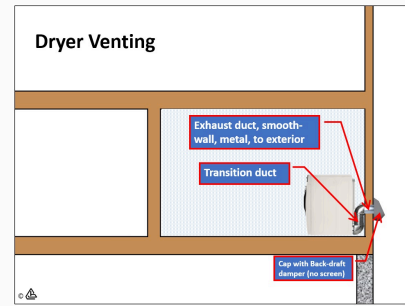 Dryer Venting
Exhaust duct, smooth-
wall, metal, to exterior
Transition duct
Cap with Back-draft
damper (no screen)
©